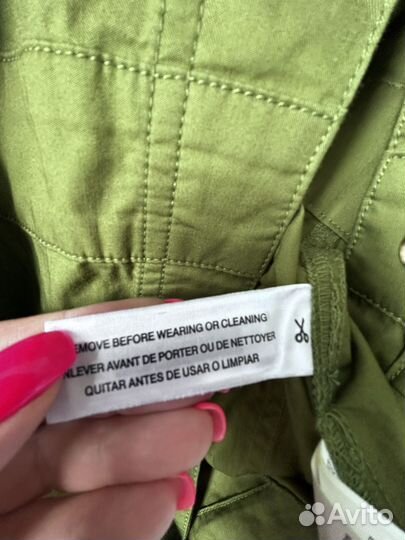 EMOVE BEFORE WEARING OR CLEANING
NLEVER AVANT DE PORTER OU DE NETTOYER
QUITAR ANTES DE USAR O LIMPIAR
Avito